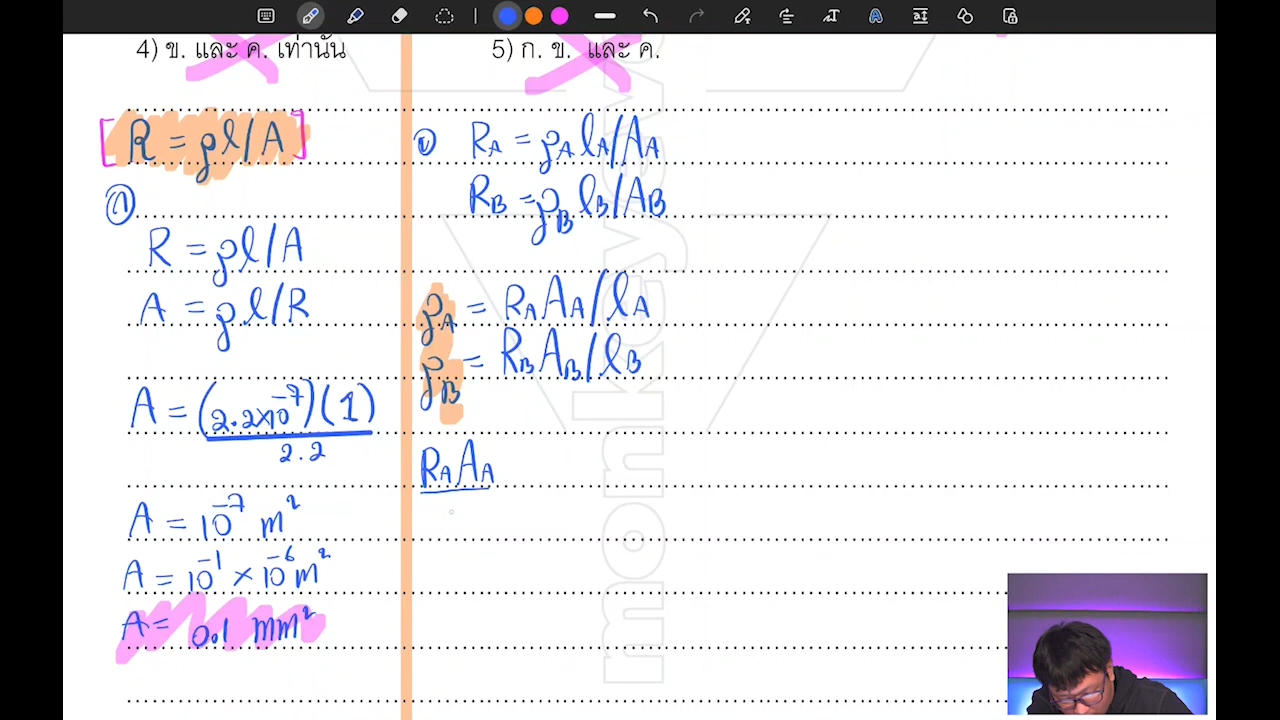 4) ข. และ ค. เท่านั้น
5) ก. ข. และ ค.
[R = ρl/A]
ก
R = ρl/A
A = ρl/R
A = (2.2×10⁻⁷)(1)
2.2
A = 10⁻⁷ m²
A = 10⁻¹ × 10⁻⁶ m²
A = 0.1 mm²
R_A = ρ_A l_A/A_A
R_B = ρ_B l_B/A_B
ρ_A = R_A A_A/l_A
ρ_B = R_B A_B/l_B
R_A A_A
monkey